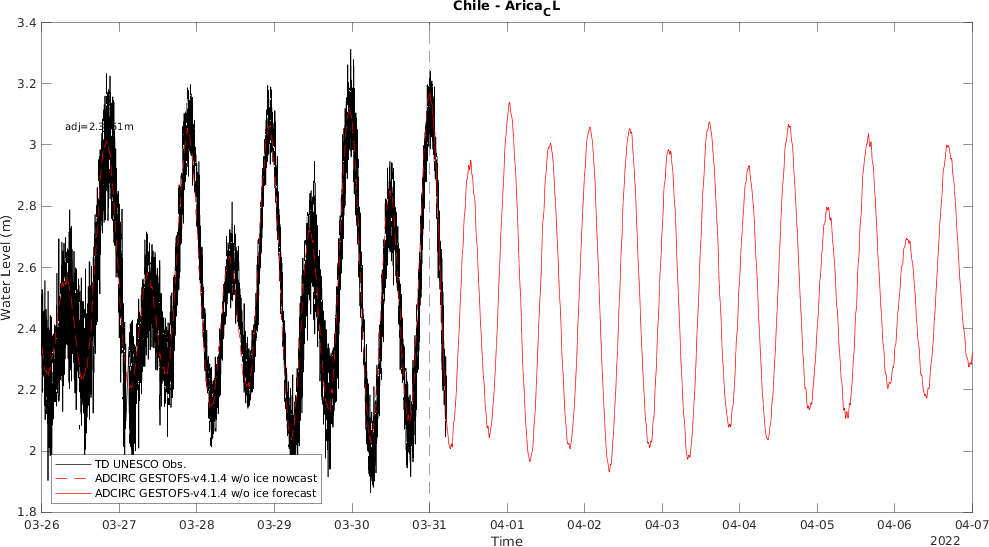 Chile - Arica_CL
3.4
3.2
3
2.8
2.6
2.4
2.2
2
1.8
Water Level (m)
TD UNESCO Obs.
ADCIRC GESTOFS-v4.1.4 w/o ice nowcast
ADCIRC GESTOFS-v4.1.4 w/o ice forecast
03-26 03-27 03-28 03-29 03-30 03-31 04-01 04-02 04-03 04-04 04-05 04-06 04-07
Time
2022